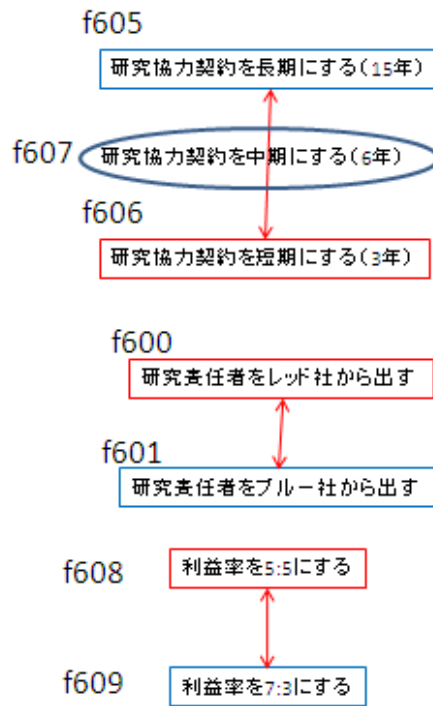 f605
研究協力契約を長期にする(15年)
f607
研究協力契約を中期にする(6年)
f606
研究協力契約を短期にする(3年)
f600
研究責任者をレッド社から出す
f601
研究責任者をブルー社から出す
f608
利益率を5:5にする
f609
利益率を7:3にする